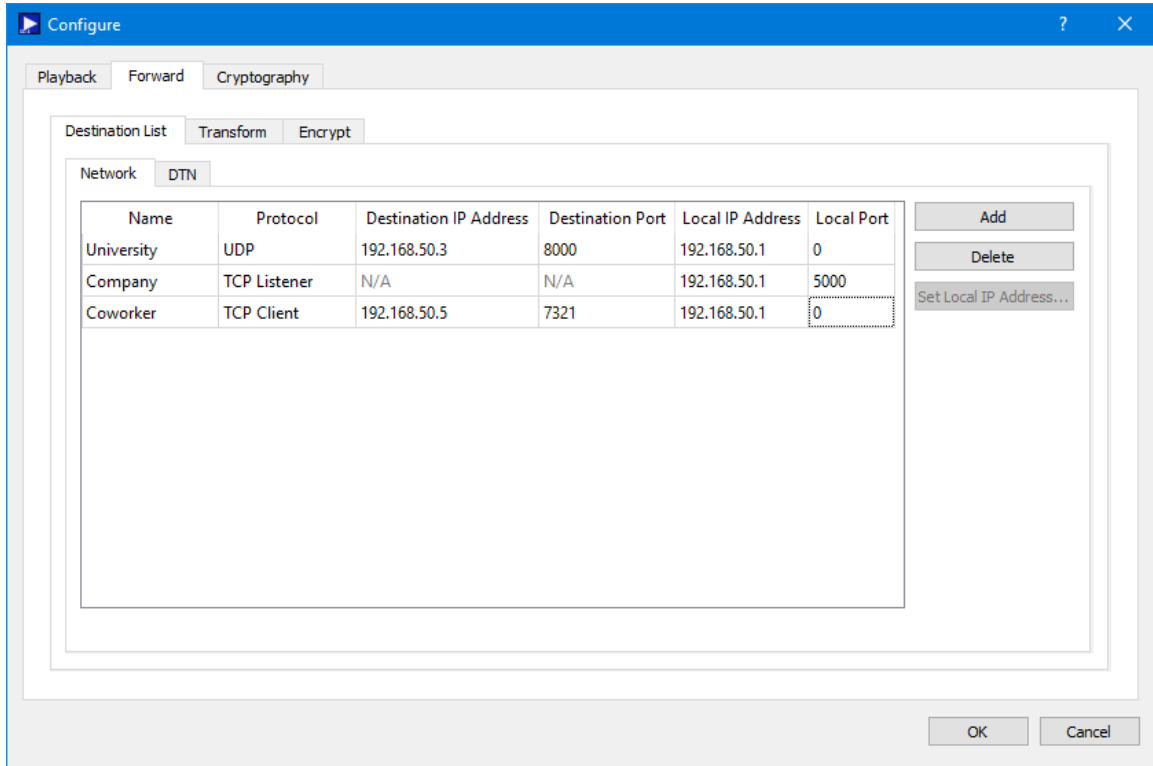 Configure ?
Playback Forward Cryptography
Destination List Transform Encrypt
Network DTN
Name Protocol Destination IP Address Destination Port Local IP Address Local Port Add
University UDP 192.168.50.3 8000 192.168.50.1 0 Delete
Company TCP Listener N/A N/A 192.168.50.1 5000 Set Local IP Address...
Coworker TCP Client 192.168.50.5 7321 192.168.50.1 0
OK Cancel